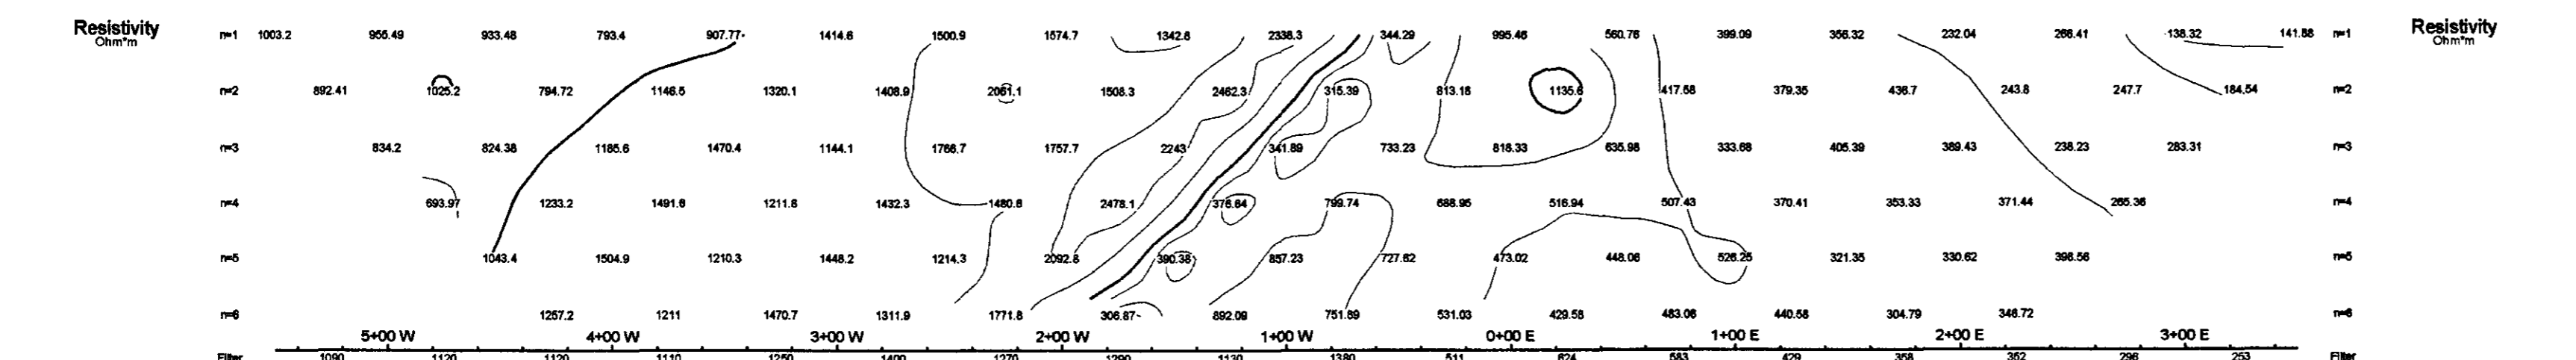 Resistivity Resistivity
Ohm*m Ohm*m
n=1 1003.2 955.49 933.48 793.4 907.77 1414.6 1500.9 1574.7 1342.8 2338.3 344.29 995.46 560.76 399.09 356.32 232.04 266.41 138.32 141.88 n=1
n=2 892.41 1025.2 794.72 1146.5 1320.1 1408.9 2051.1 1508.3 2462.3 315.39 813.18 1135.6 417.58 379.35 436.7 243.8 247.7 184.54 n=2
n=3 834.2 824.38 1185.6 1470.4 1144.1 1766.7 1757.7 2243 341.89 733.23 818.33 635.98 333.68 405.39 389.43 238.23 283.31 n=3
n=4 693.97 1233.2 1491.6 1211.8 1432.3 1480.6 2478.1 376.64 799.74 688.95 516.94 507.43 370.41 353.33 371.44 265.36 n=4
n=5 1043.4 1504.9 1210.3 1448.2 1214.3 2092.8 390.38 857.23 727.62 473.02 448.06 526.25 321.35 330.62 398.56 n=5
n=6 1257.2 1211 1470.7 1311.9 1771.8 306.87 892.09 751.89 531.03 429.58 483.06 440.58 304.79 346.72 n=6
5+00 W 4+00 W 3+00 W 2+00 W 1+00 W 0+00 E 1+00 E 2+00 E 3+00 E
Filter 1090 1120 1120 1110 1250 1400 1270 1290 1130 1380 511 624 583 429 358 352 296 253 Filter